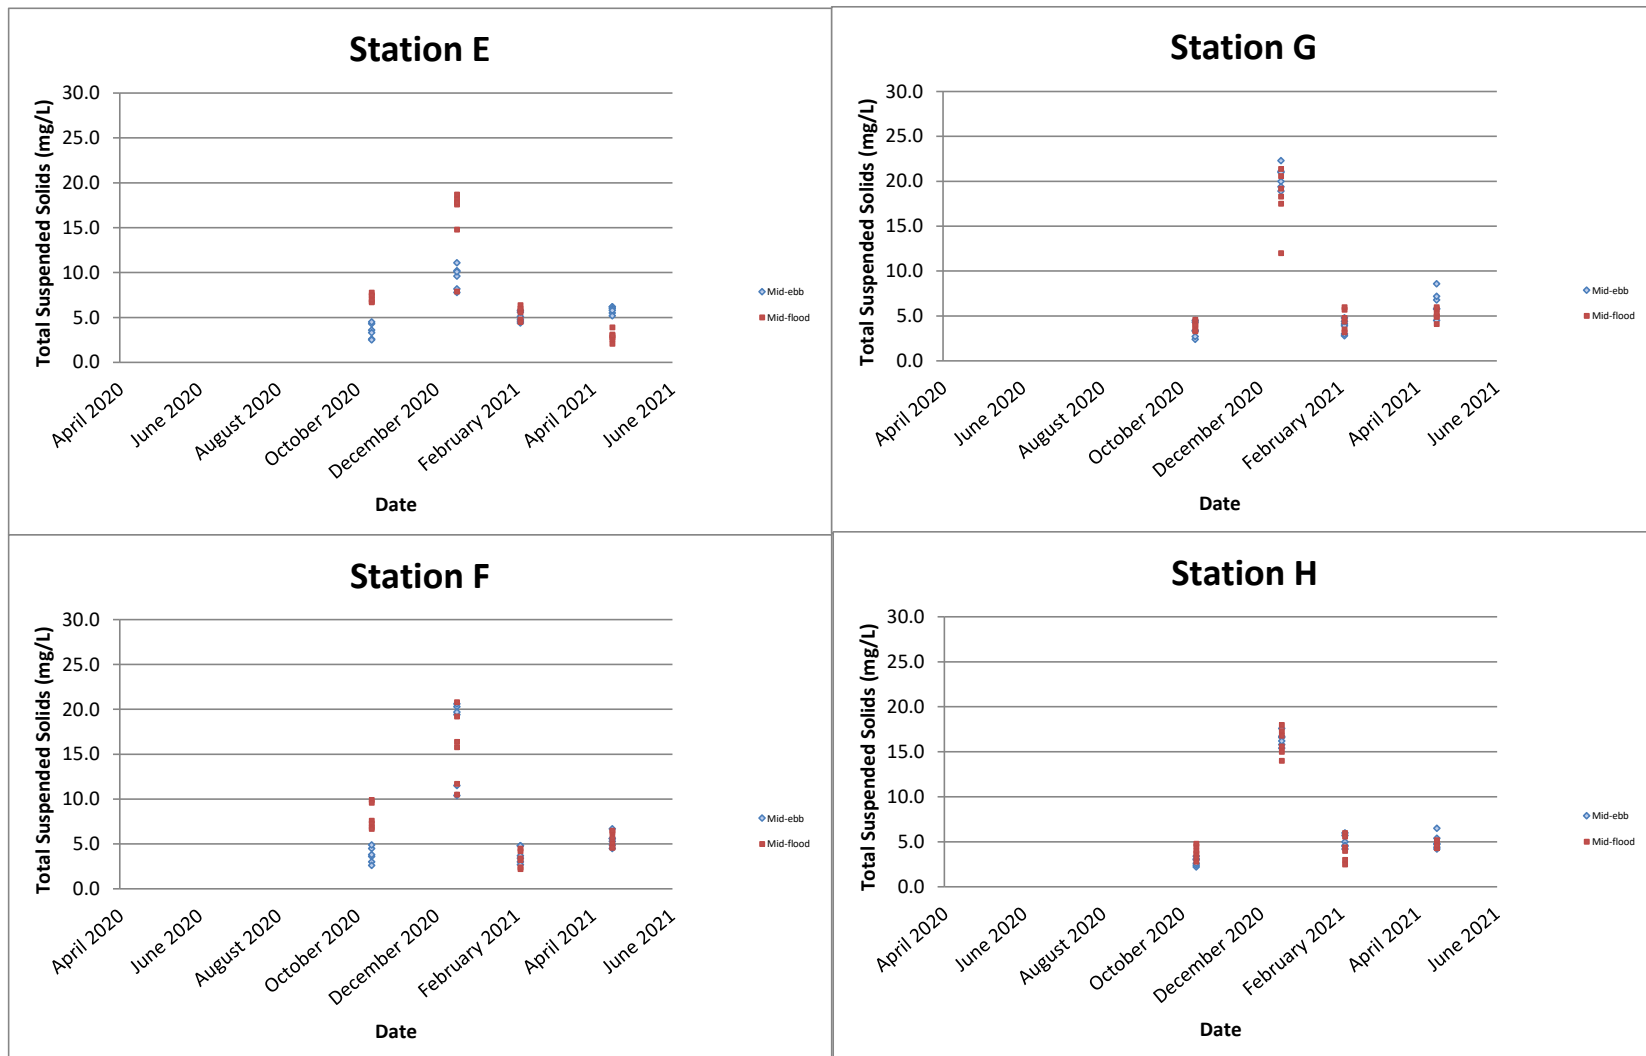 Station E
Total Suspended Solids (mg/L)
30.0
25.0
20.0
15.0
10.0
5.0
0.0
April 2020
June 2020
August 2020
October 2020
December 2020
February 2021
April 2021
June 2021
Date
Mid-ebb
Mid-flood
Station G
Total Suspended Solids (mg/L)
30.0
25.0
20.0
15.0
10.0
5.0
0.0
April 2020
June 2020
August 2020
October 2020
December 2020
February 2021
April 2021
June 2021
Date
Mid-ebb
Mid-flood
Station F
Total Suspended Solids (mg/L)
30.0
25.0
20.0
15.0
10.0
5.0
0.0
April 2020
June 2020
August 2020
October 2020
December 2020
February 2021
April 2021
June 2021
Date
Mid-ebb
Mid-flood
Station H
Total Suspended Solids (mg/L)
30.0
25.0
20.0
15.0
10.0
5.0
0.0
April 2020
June 2020
August 2020
October 2020
December 2020
February 2021
April 2021
June 2021
Date
Mid-ebb
Mid-flood